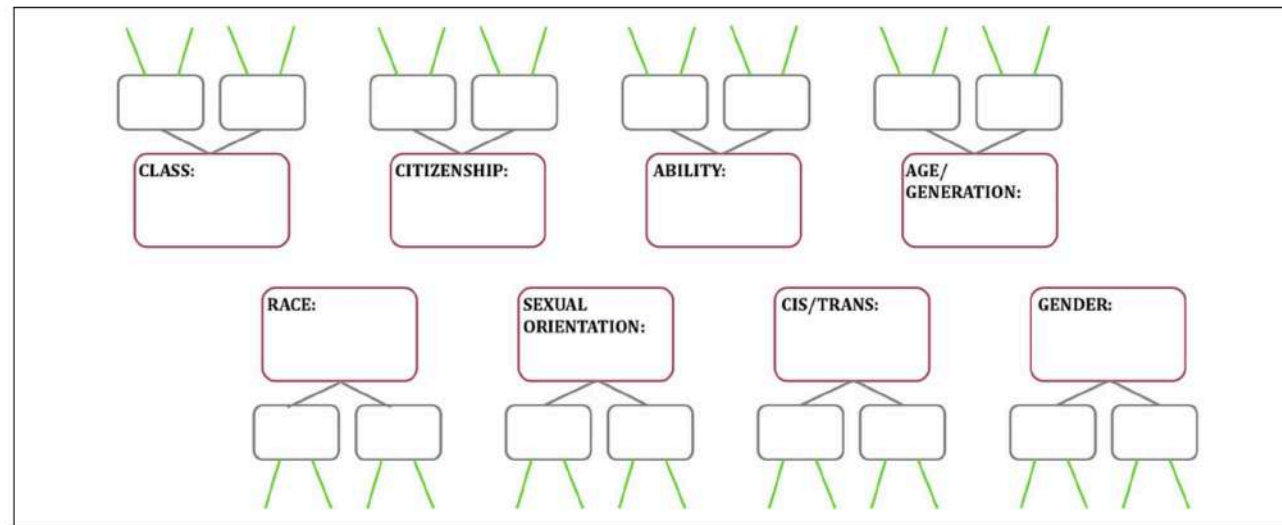 CLASS:
CITIZENSHIP:
ABILITY:
AGE/
GENERATION:
RACE:
SEXUAL
ORIENTATION:
CIS/TRANS:
GENDER: